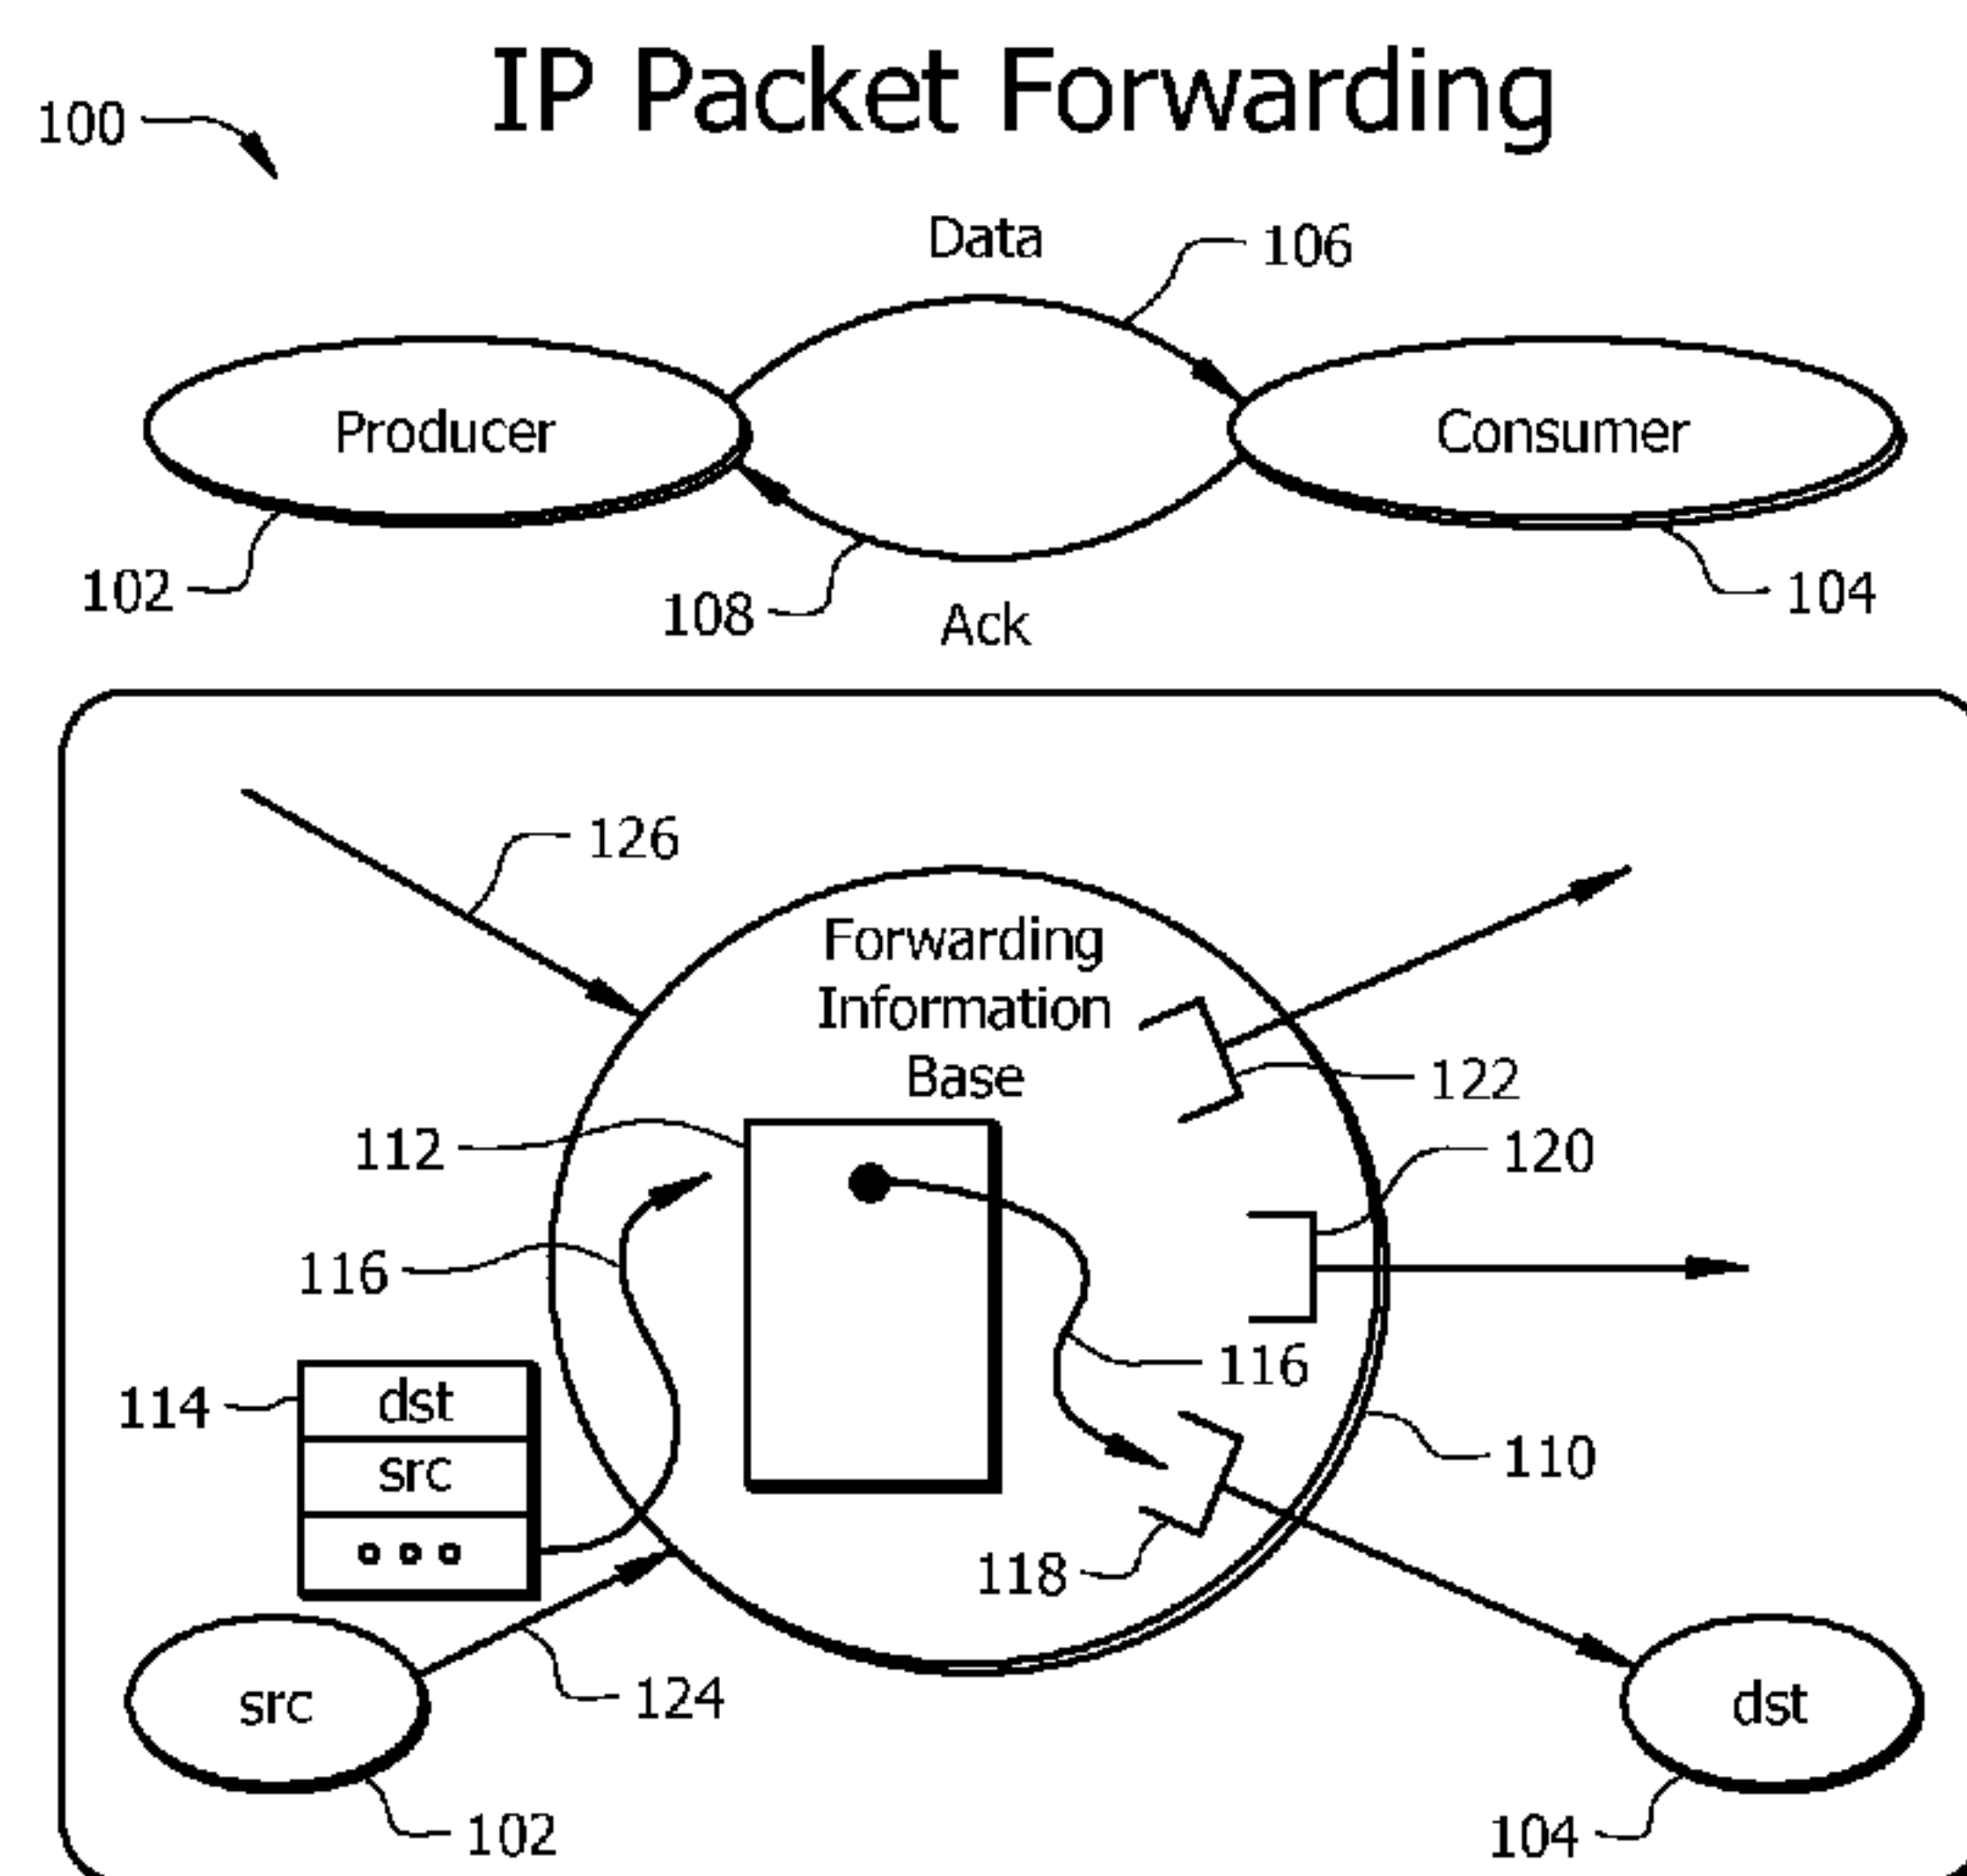 IP Packet Forwarding
100
Data
106
Producer
Consumer
102
108
Ack
104
126
Forwarding
Information
Base
122
112
120
116
116
114
dst
src
110
118
src
124
dst
102
104